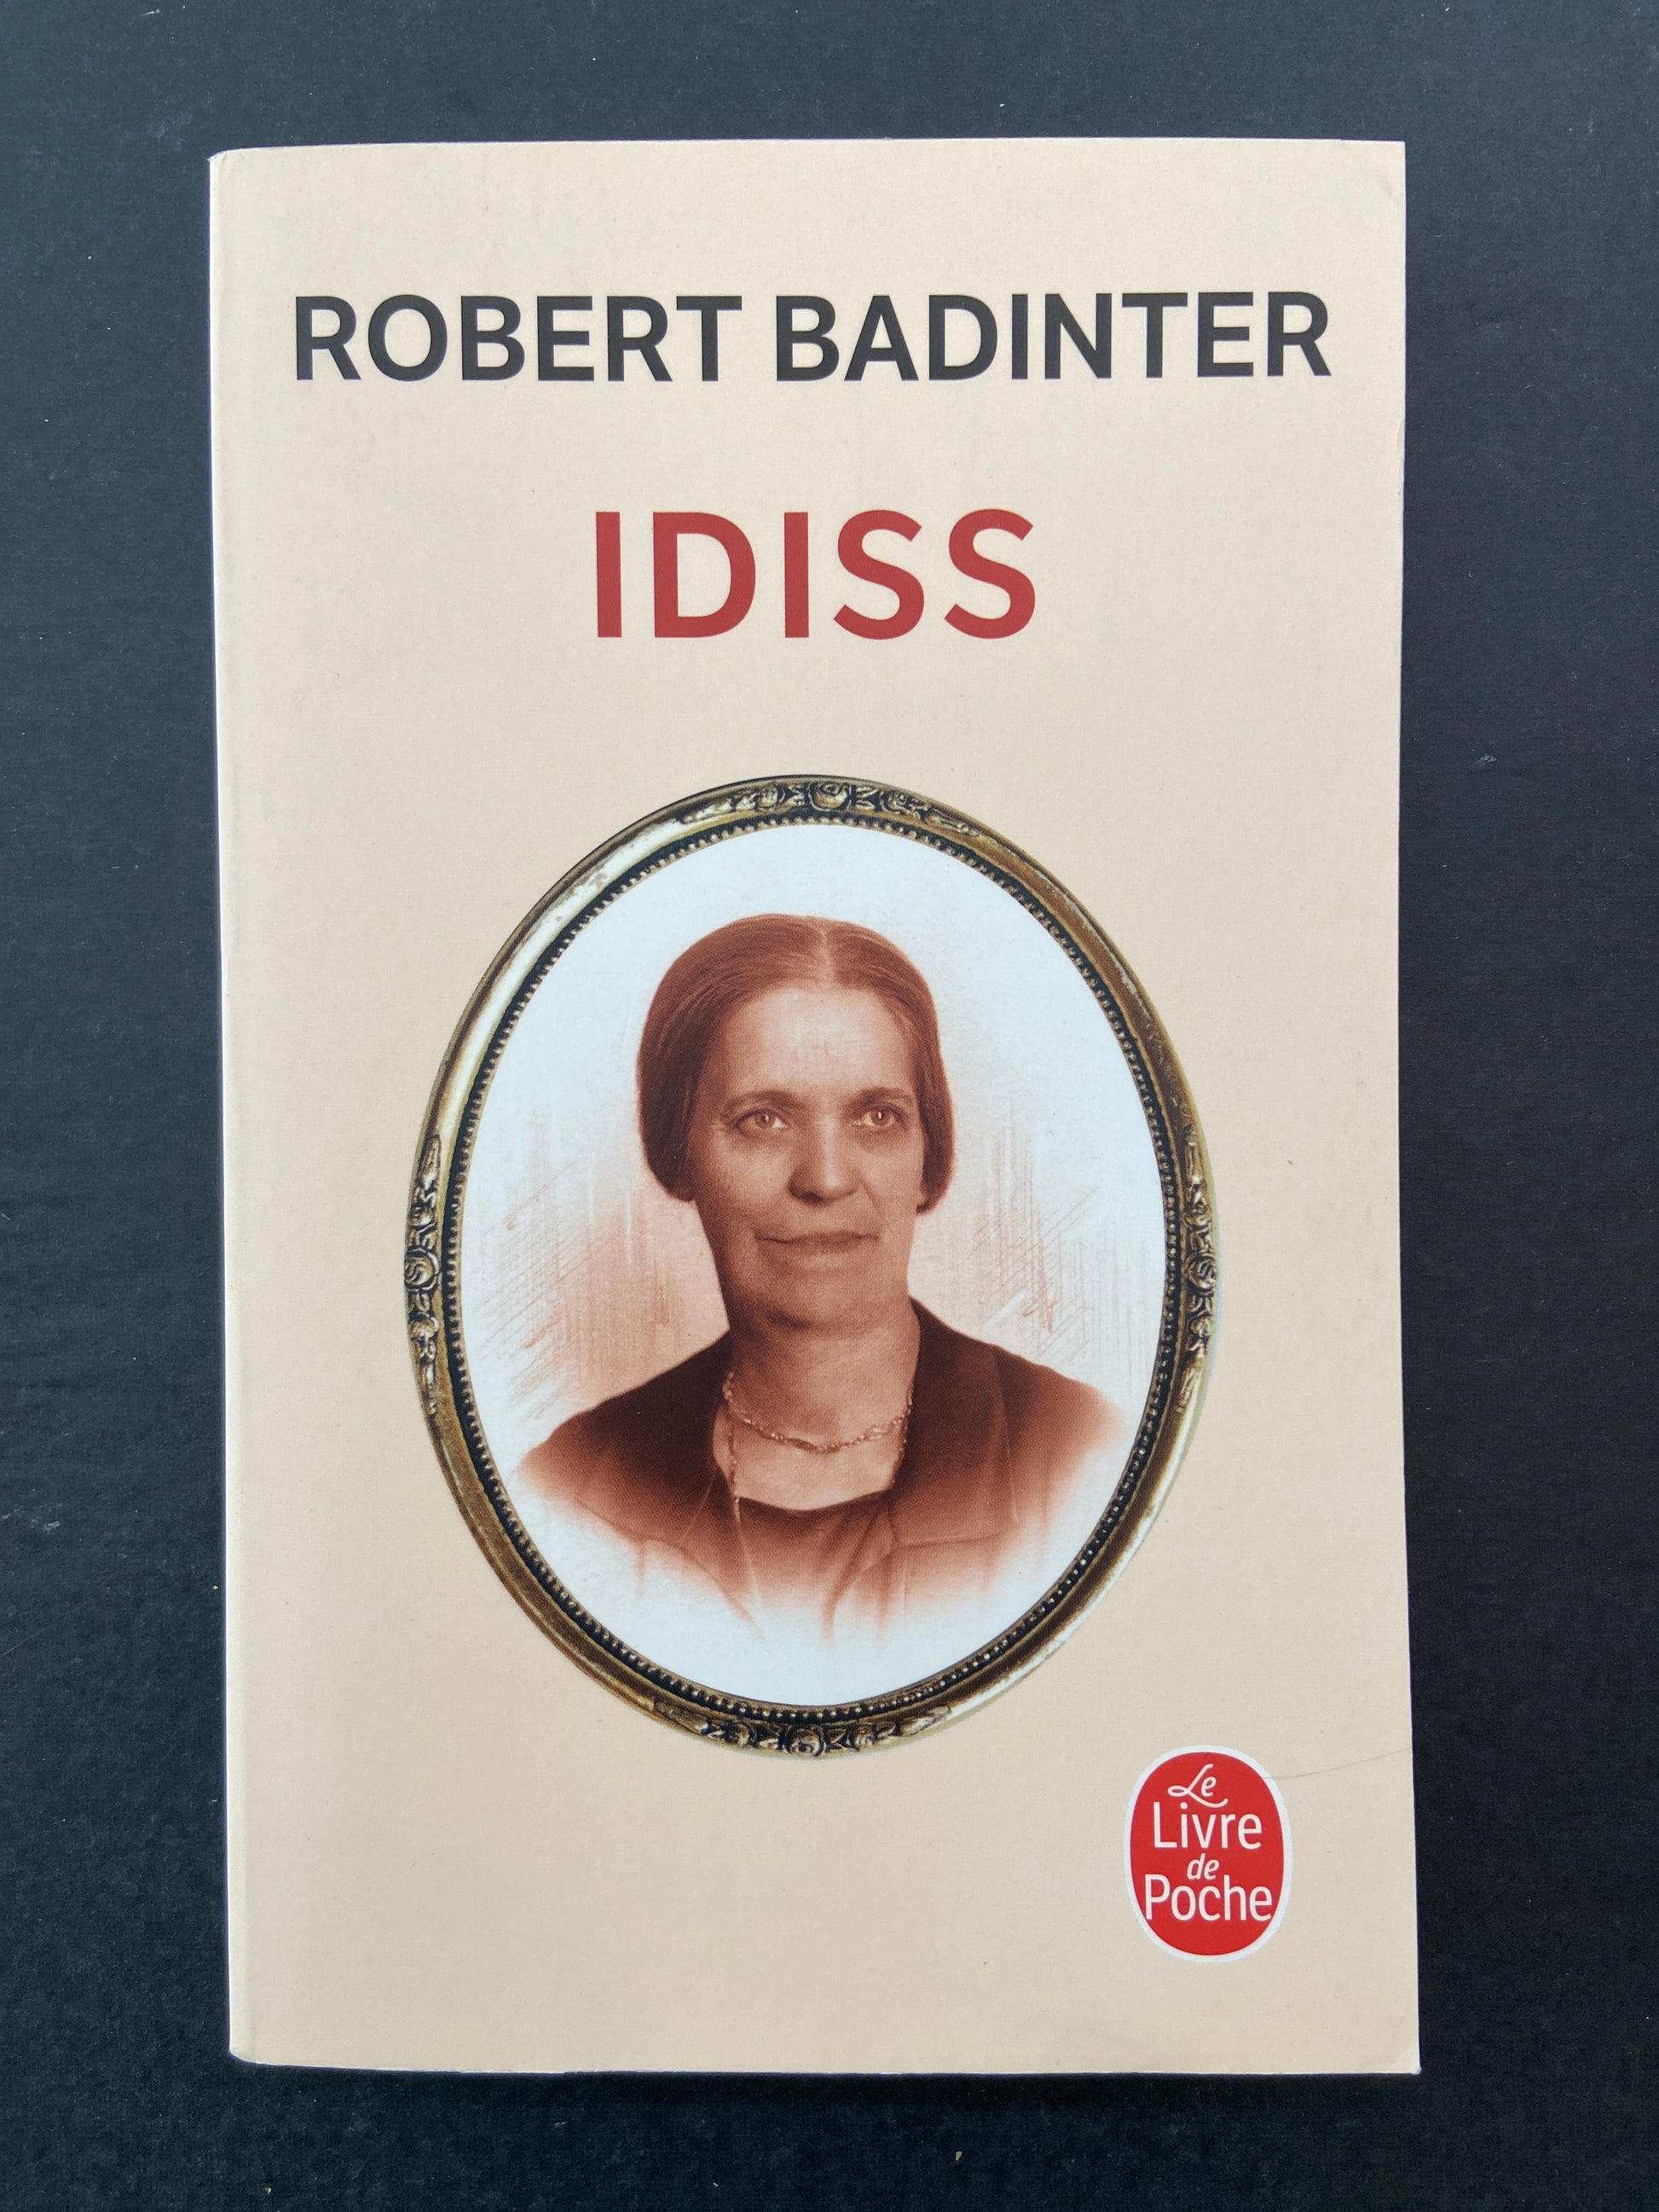 ROBERT BADINTER
IDISS
Le
Livre
de
Poche